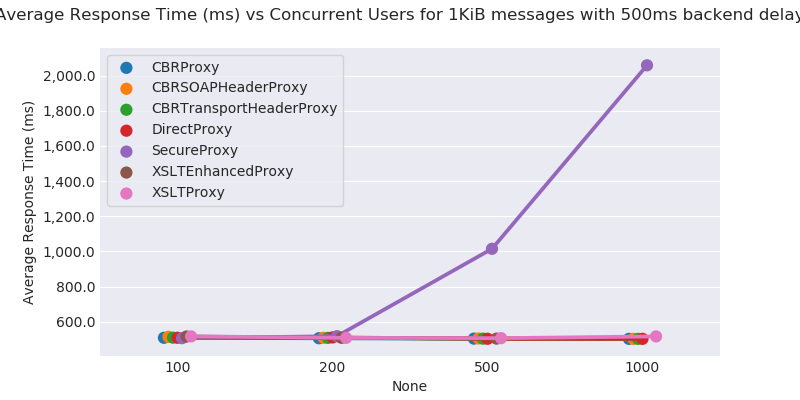 Average Response Time (ms) vs Concurrent Users for 1KiB messages with 500ms backend delay
Average Response Time (ms)
2,000.0
1,800.0
1,600.0
1,400.0
1,200.0
1,000.0
800.0
600.0
CBRProxy
CBRSOAPHeaderProxy
CBRTransportHeaderProxy
DirectProxy
SecureProxy
XSLTEnhancedProxy
XSLTProxy
100 200 500 1000
None